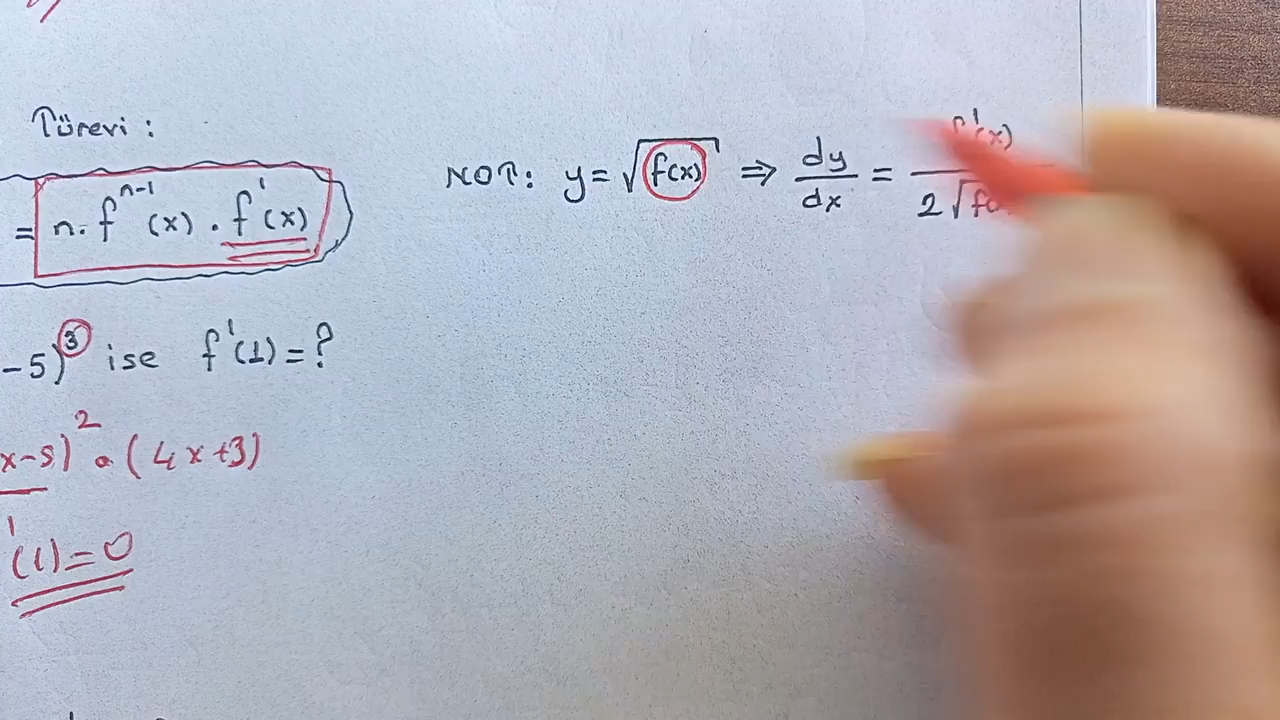 Türevi :
= n . f^{n-1} (x) . f'(x)
-5)^3 ise f'(1) = ?
x-5)^2 . (4x+3)
'(1) = 0
NOT: y = √f(x) ⇒ dy/dx = f'(x) / 2√f(